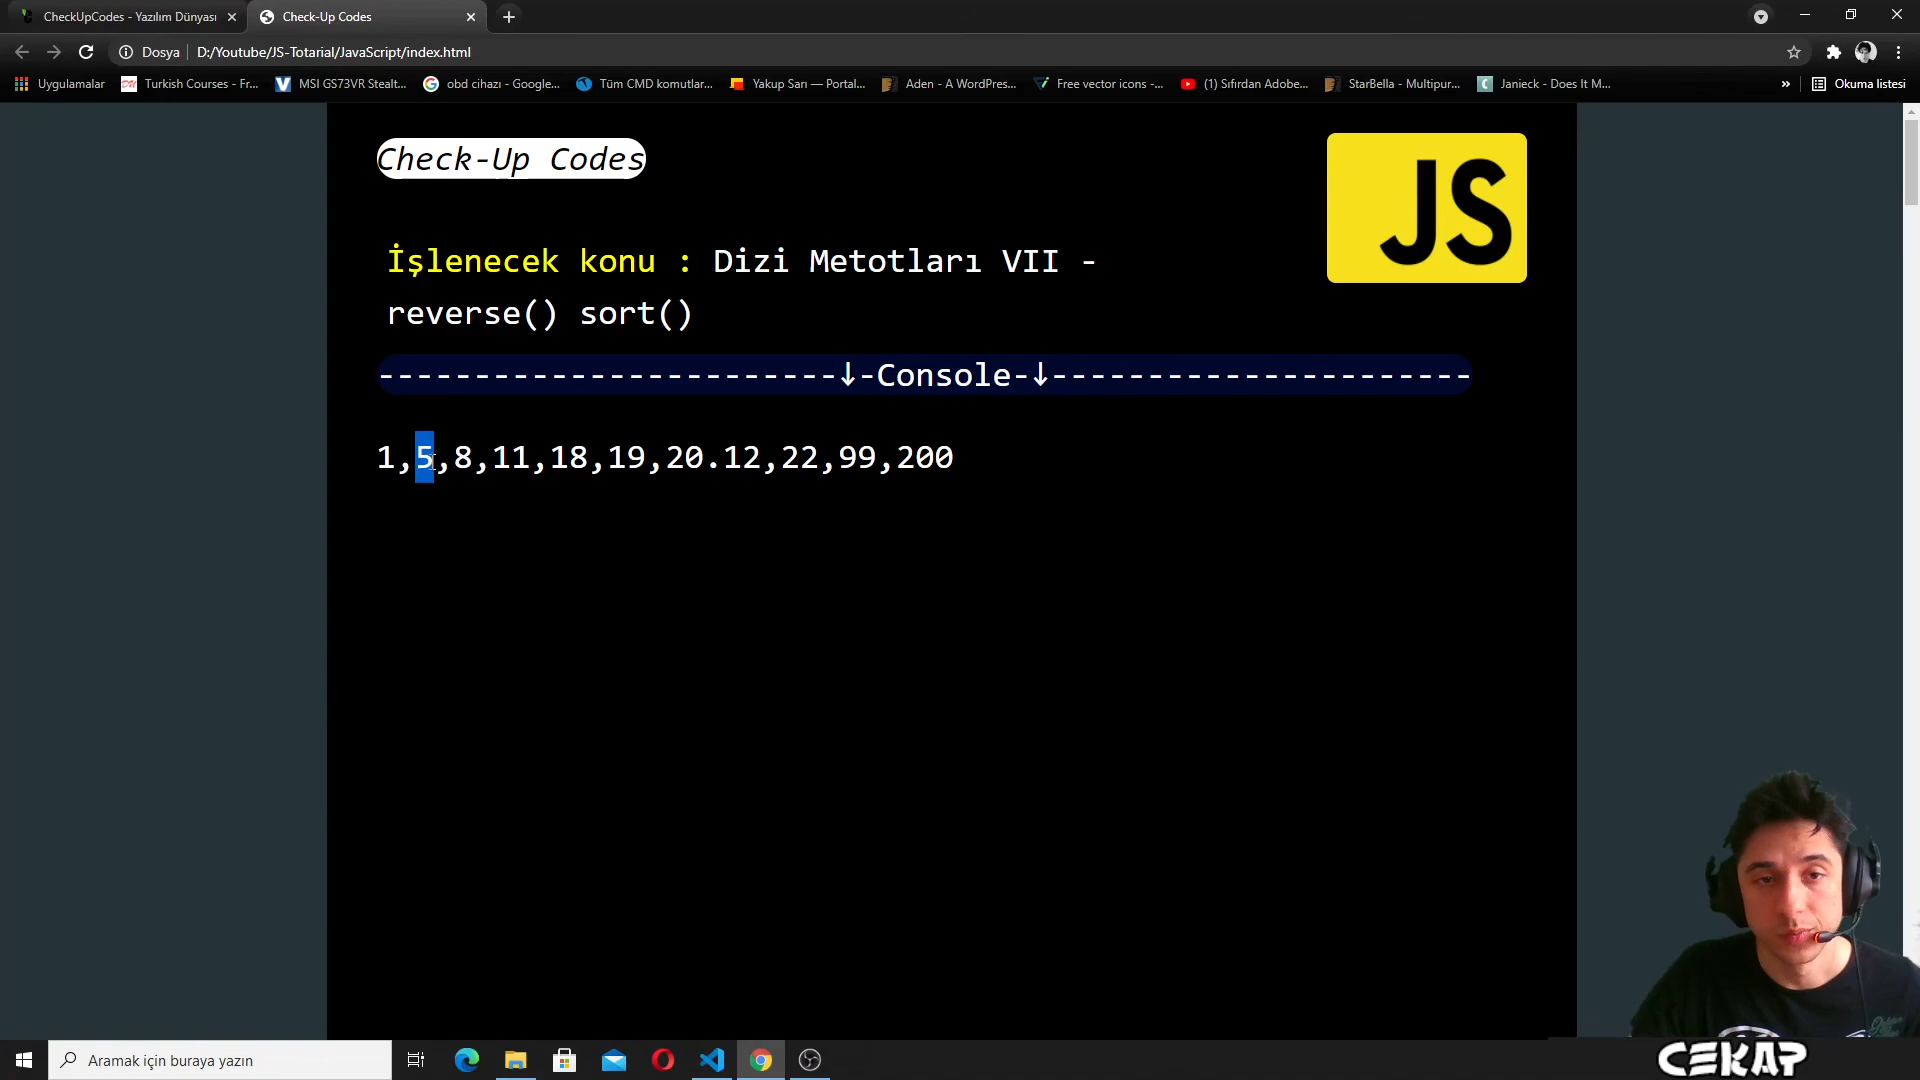 CheckUpCodes - Yazılım Dünyası
Check-Up Codes
Dosya
D:/Youtube/JS-Totarial/JavaScript/index.html
Uygulamalar
Turkish Courses - Fr...
MSI GS73VR Stealt...
obd cihazı - Google...
Tüm CMD komutlar...
Yakup Sarı — Portal...
Aden - A WordPres...
Free vector icons -...
(1) Sıfırdan Adobe...
StarBella - Multipur...
Janieck - Does It M...
»
Okuma listesi
Check-Up Codes
JS
İşlenecek konu : Dizi Metotları VII -
reverse() sort()
------------------------↓-Console-↓----------------------
1,5,8,11,18,19,20.12,22,99,200
Aramak için buraya yazın
CEKAP